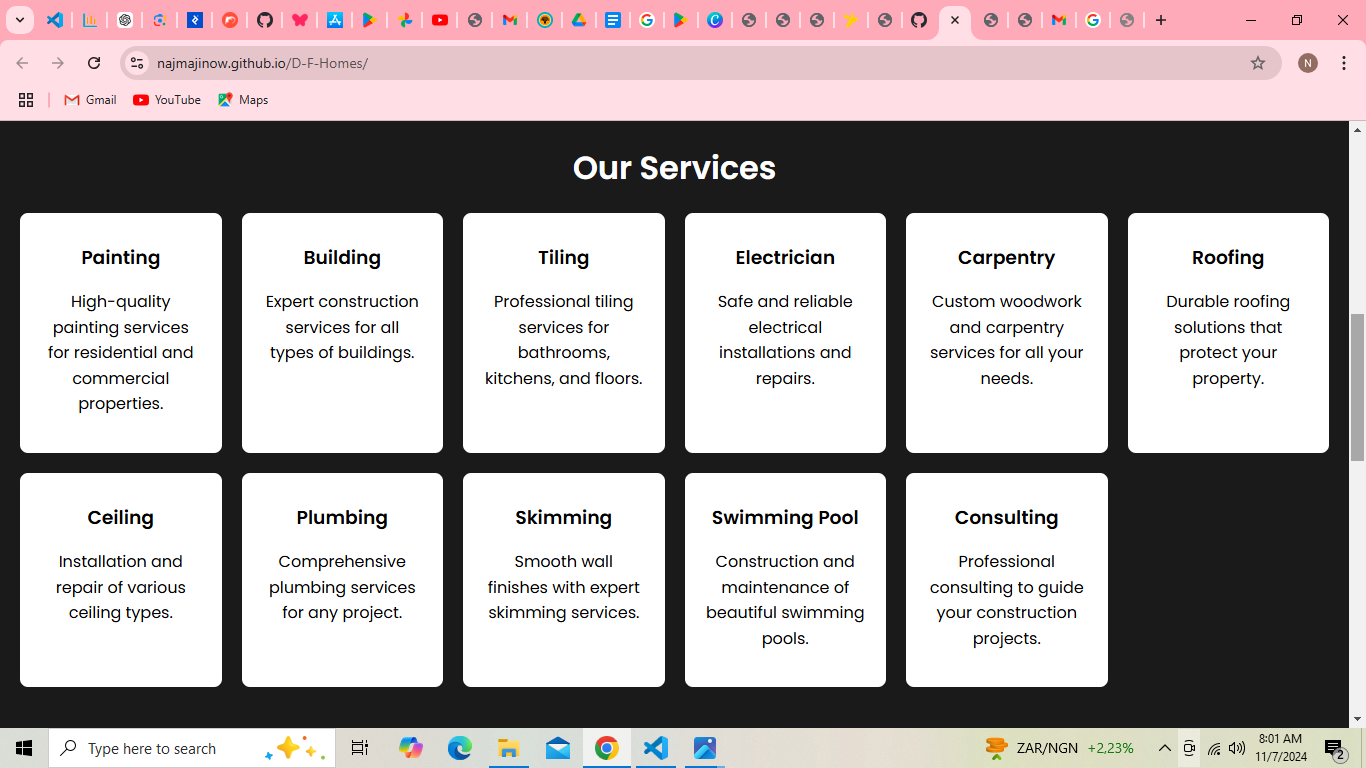 najmajinow.github.io/D-F-Homes/
N
Gmail
YouTube
Maps
Our Services
Painting
High-quality
painting services
for residential and
commercial
properties.
Building
Expert construction
services for all
types of buildings.
Tiling
Professional tiling
services for
bathrooms,
kitchens, and floors.
Electrician
Safe and reliable
electrical
installations and
repairs.
Carpentry
Custom woodwork
and carpentry
services for all your
needs.
Roofing
Durable roofing
solutions that
protect your
property.
Ceiling
Installation and
repair of various
ceiling types.
Plumbing
Comprehensive
plumbing services
for any project.
Skimming
Smooth wall
finishes with expert
skimming services.
Swimming Pool
Construction and
maintenance of
beautiful swimming
pools.
Consulting
Professional
consulting to guide
your construction
projects.
Type here to search
ZAR/NGN +2,23%
8:01 AM
11/7/2024
2